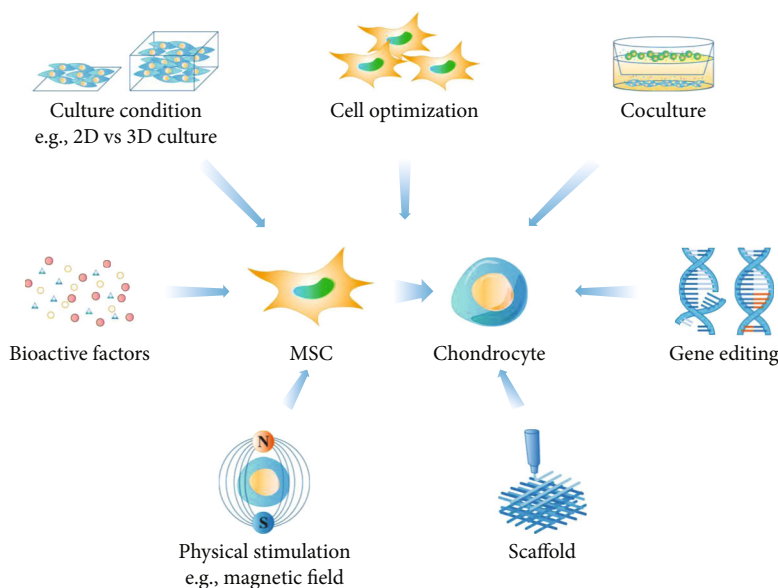 Culture condition
e.g., 2D vs 3D culture
Cell optimization
Coculture
Bioactive factors
MSC
Chondrocyte
Gene editing
N
S
Physical stimulation
e.g., magnetic field
Scaffold